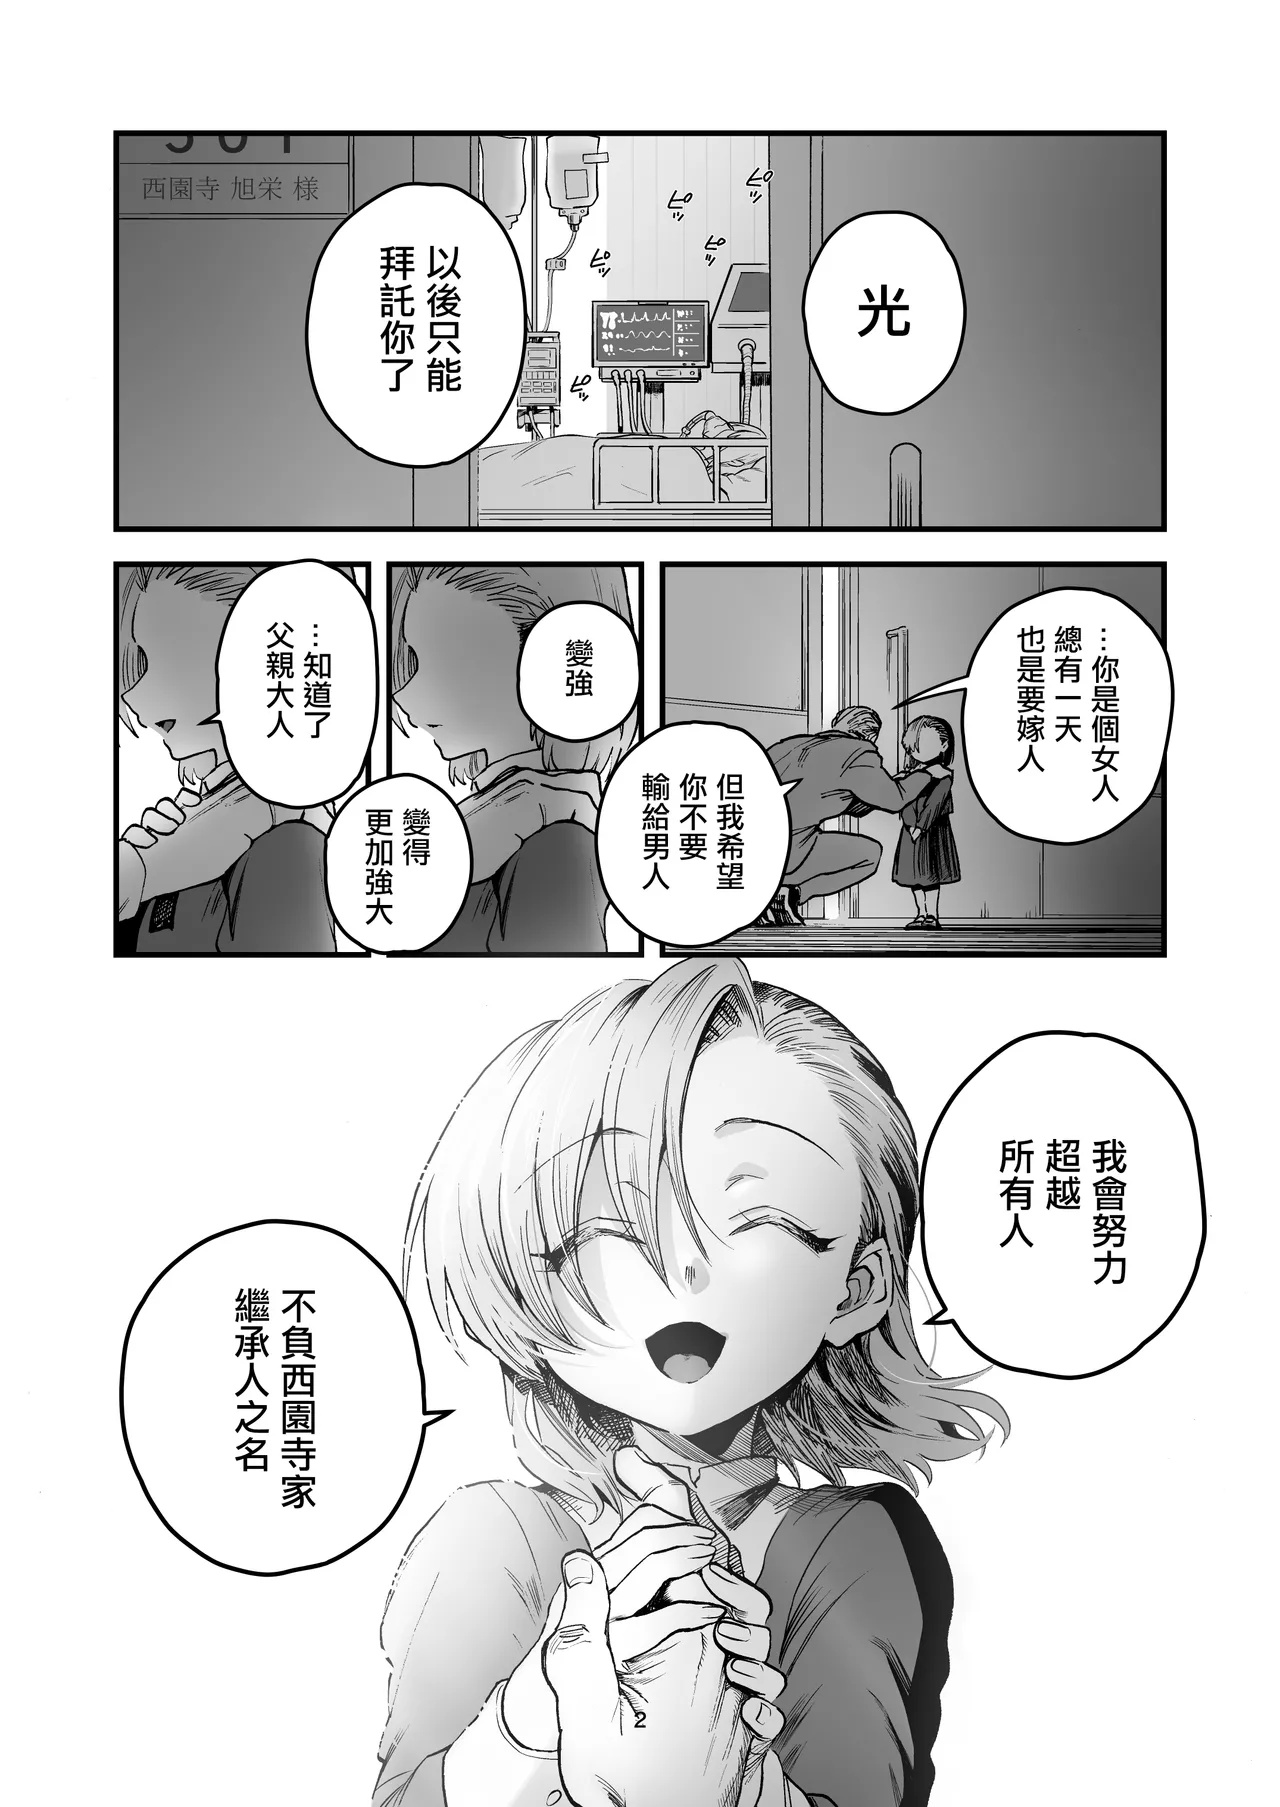 光
以後只能
拜託你了
西園寺 旭栄 様
ピッ
ピッ
ピッ
ピッ
ピッ
…你是個女人
總有一天
也是要嫁人
但我希望
你不要
輸給男人
變強
變得
更加強大
…知道了
父親大人
我會努力
超越
所有人
不負西園寺家
繼承人之名
2